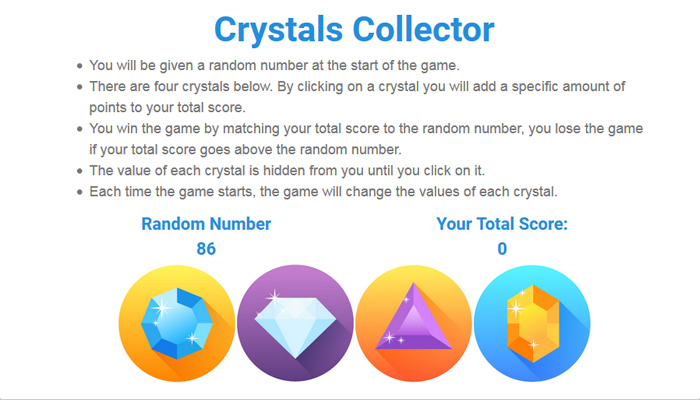 Crystals Collector
You will be given a random number at the start of the game.
There are four crystals below. By clicking on a crystal you will add a specific amount of
points to your total score.
You win the game by matching your total score to the random number, you lose the game
if your total score goes above the random number.
The value of each crystal is hidden from you until you click on it.
Each time the game starts, the game will change the values of each crystal.
Random Number
86
Your Total Score:
0